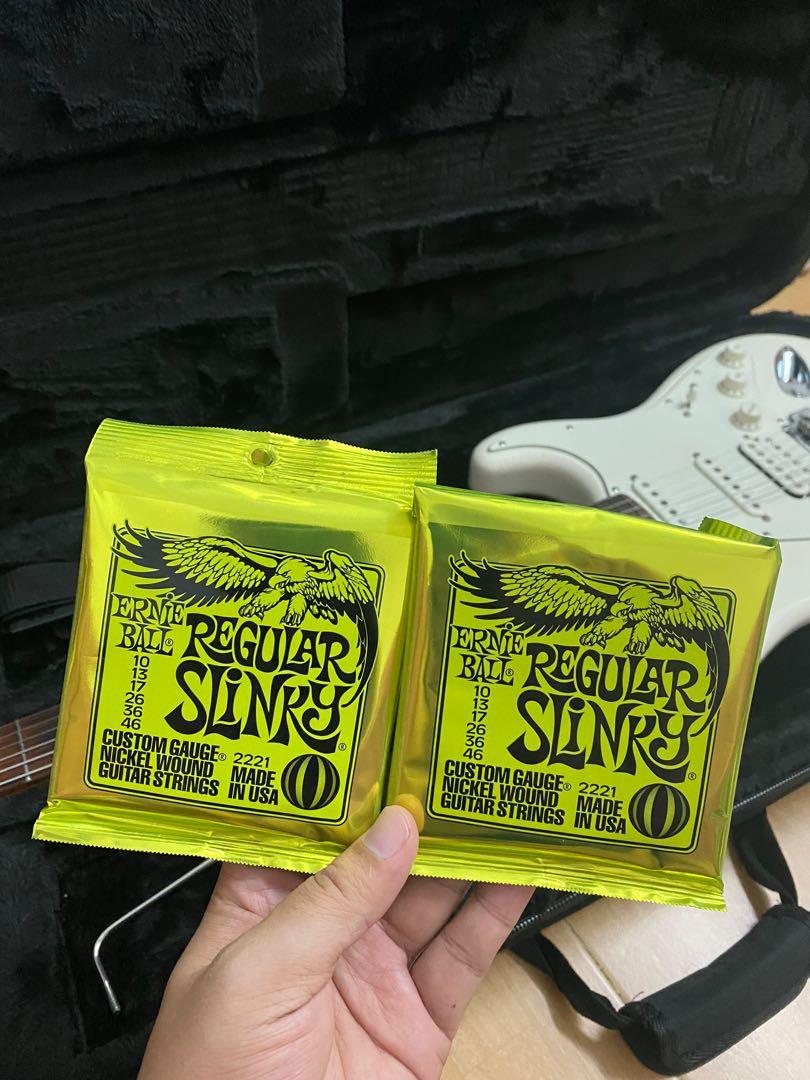 ERNIE
BALL®
REGULAR
SLINKY®
10
13
17
26
36
46
CUSTOM GAUGE®
NICKEL WOUND
GUITAR STRINGS
2221
MADE
IN USA
ERNIE
BALL®
REGULAR
SLINKY®
10
13
17
26
36
46
CUSTOM GAUGE®
NICKEL WOUND
GUITAR STRINGS
2221
MADE
IN USA